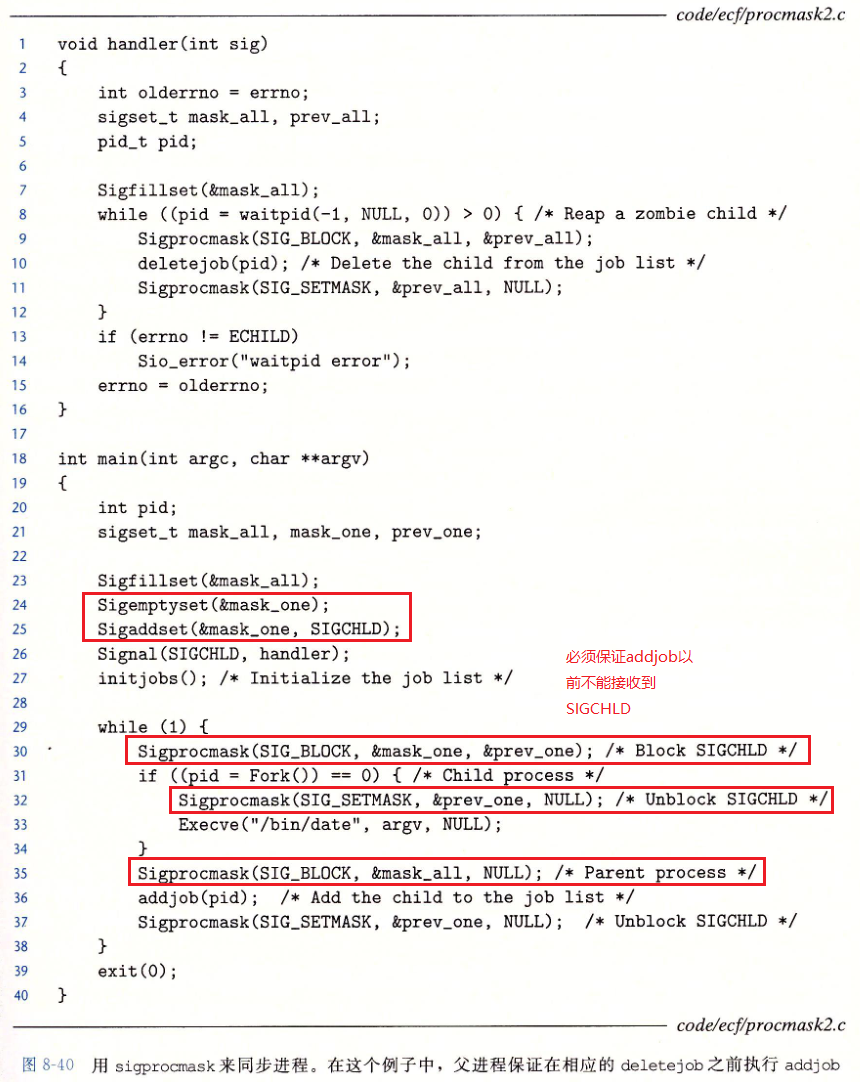 code/ecf/procmask2.c
1 void handler(int sig)
2 {
3     int olderrno = errno;
4     sigset_t mask_all, prev_all;
5     pid_t pid;
6
7     Sigfillset(&mask_all);
8     while ((pid = waitpid(-1, NULL, 0)) > 0) { /* Reap a zombie child */
9         Sigprocmask(SIG_BLOCK, &mask_all, &prev_all);
10         deletejob(pid); /* Delete the child from the job list */
11         Sigprocmask(SIG_SETMASK, &prev_all, NULL);
12     }
13     if (errno != ECHILD)
14         Sio_error("waitpid error");
15     errno = olderrno;
16 }
17
18 int main(int argc, char **argv)
19 {
20     int pid;
21     sigset_t mask_all, mask_one, prev_one;
22
23     Sigfillset(&mask_all);
24     Sigemptyset(&mask_one);
25     Sigaddset(&mask_one, SIGCHLD);
26     Signal(SIGCHLD, handler);
27     initjobs(); /* Initialize the job list */
28
29     while (1) {
30         Sigprocmask(SIG_BLOCK, &mask_one, &prev_one); /* Block SIGCHLD */
31         if ((pid = Fork()) == 0) { /* Child process */
32             Sigprocmask(SIG_SETMASK, &prev_one, NULL); /* Unblock SIGCHLD */
33             Execve("/bin/date", argv, NULL);
34         }
35         Sigprocmask(SIG_BLOCK, &mask_all, NULL); /* Parent process */
36         addjob(pid);  /* Add the child to the job list */
37         Sigprocmask(SIG_SETMASK, &prev_one, NULL);  /* Unblock SIGCHLD */
38     }
39     exit(0);
40 }
必须保证addjob以
前不能接收到
SIGCHLD
code/ecf/procmask2.c
图 8-40 用 sigprocmask 来同步进程。在这个例子中，父进程保证在相应的 deletejob 之前执行 addjob